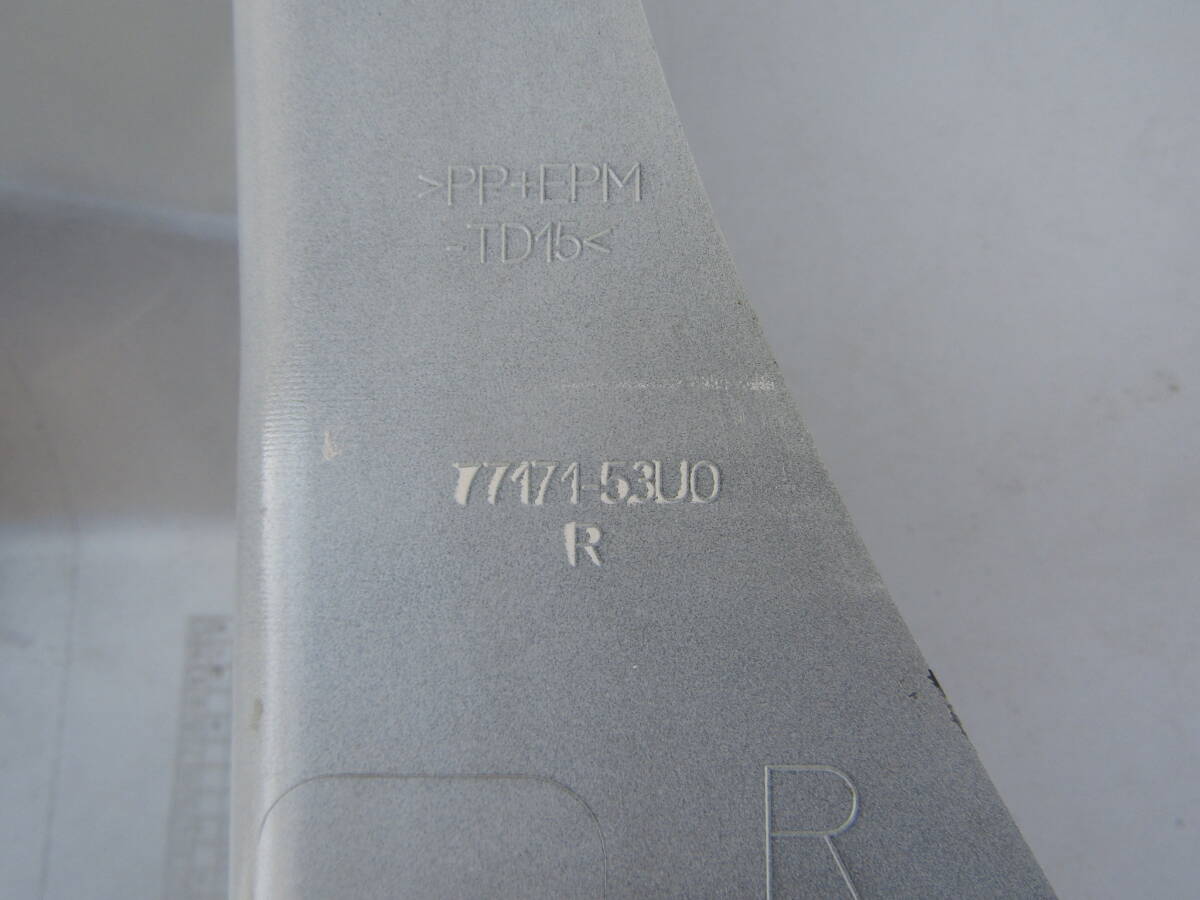 >PP+EPM
-TD15<
77171-53U0
R
R